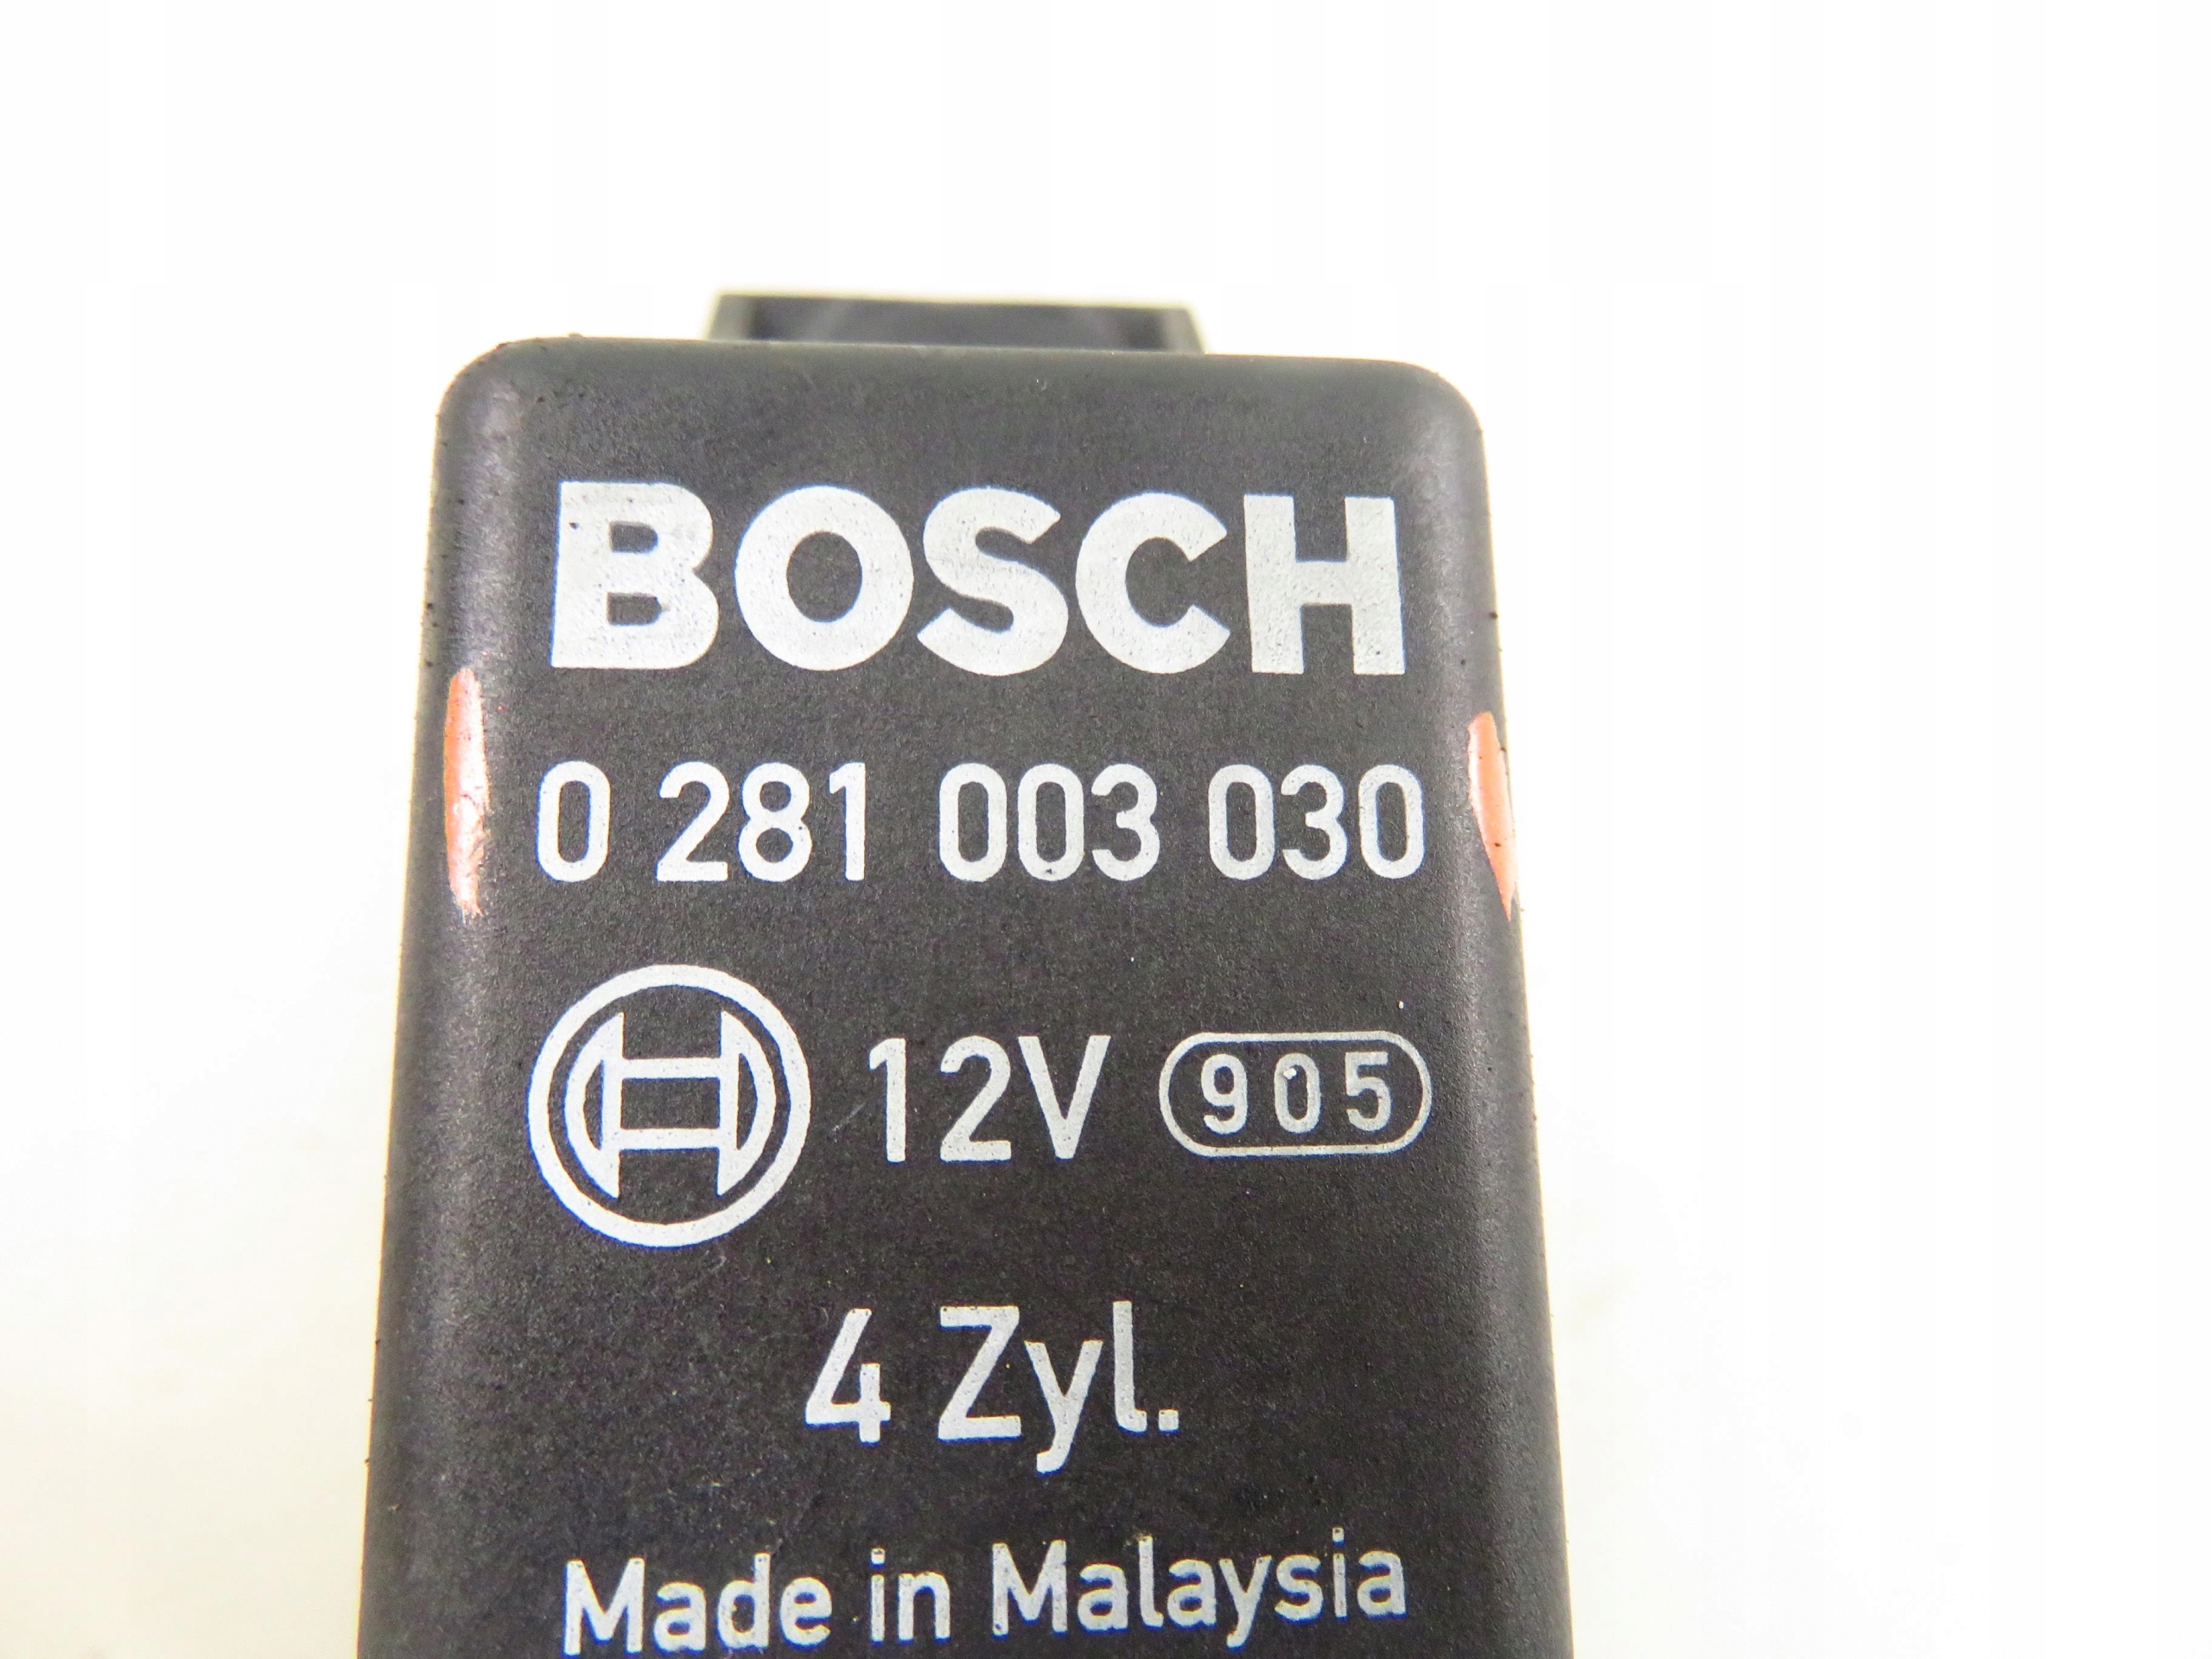 BOSCH
0 281 003 030
12V 905
4 Zyl.
Made in Malaysia